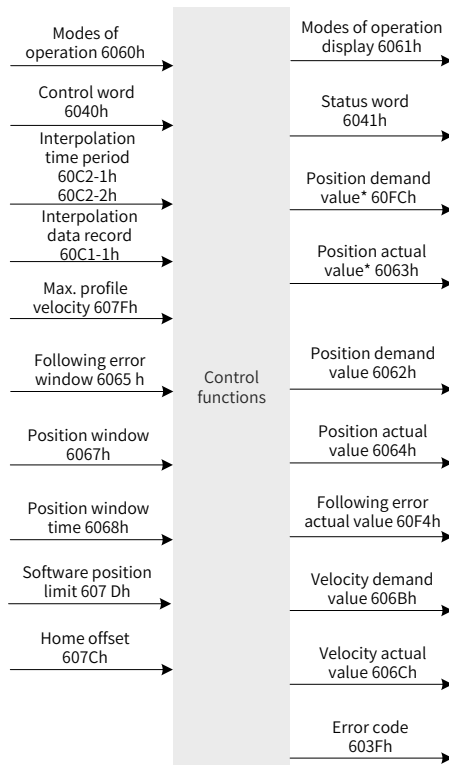 Modes of
operation 6060h
Control word
6040h
Interpolation
time period
60C2-1h
60C2-2h
Interpolation
data record
60C1-1h
Max. profile
velocity 607Fh
Following error
window 6065 h
Position window
6067h
Position window
time 6068h
Software position
limit 607 Dh
Home offset
607Ch
Control
functions
Modes of operation
display 6061h
Status word
6041h
Position demand
value* 60FCh
Position actual
value* 6063h
Position demand
value 6062h
Position actual
value 6064h
Following error
actual value 60F4h
Velocity demand
value 606Bh
Velocity actual
value 606Ch
Error code
603Fh